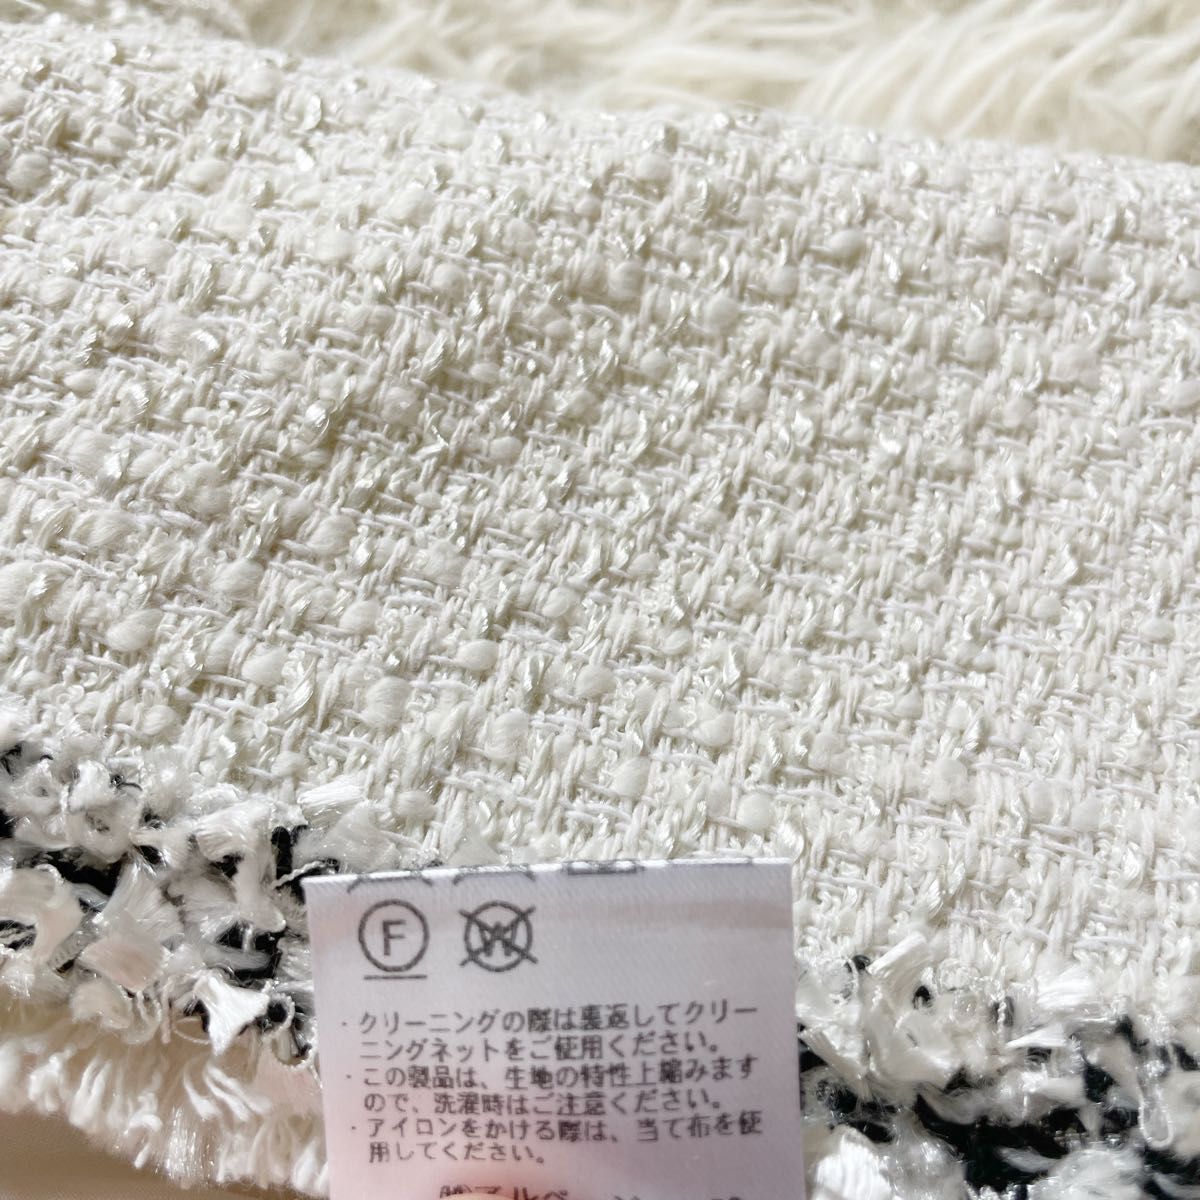 F W
・クリーニングの際は裏返してクリー
ニングネットをご使用ください。
・この製品は、生地の特性上縮みます
ので、洗濯時はご注意ください。
・アイロンをかける際は、当て布を使
用してください。